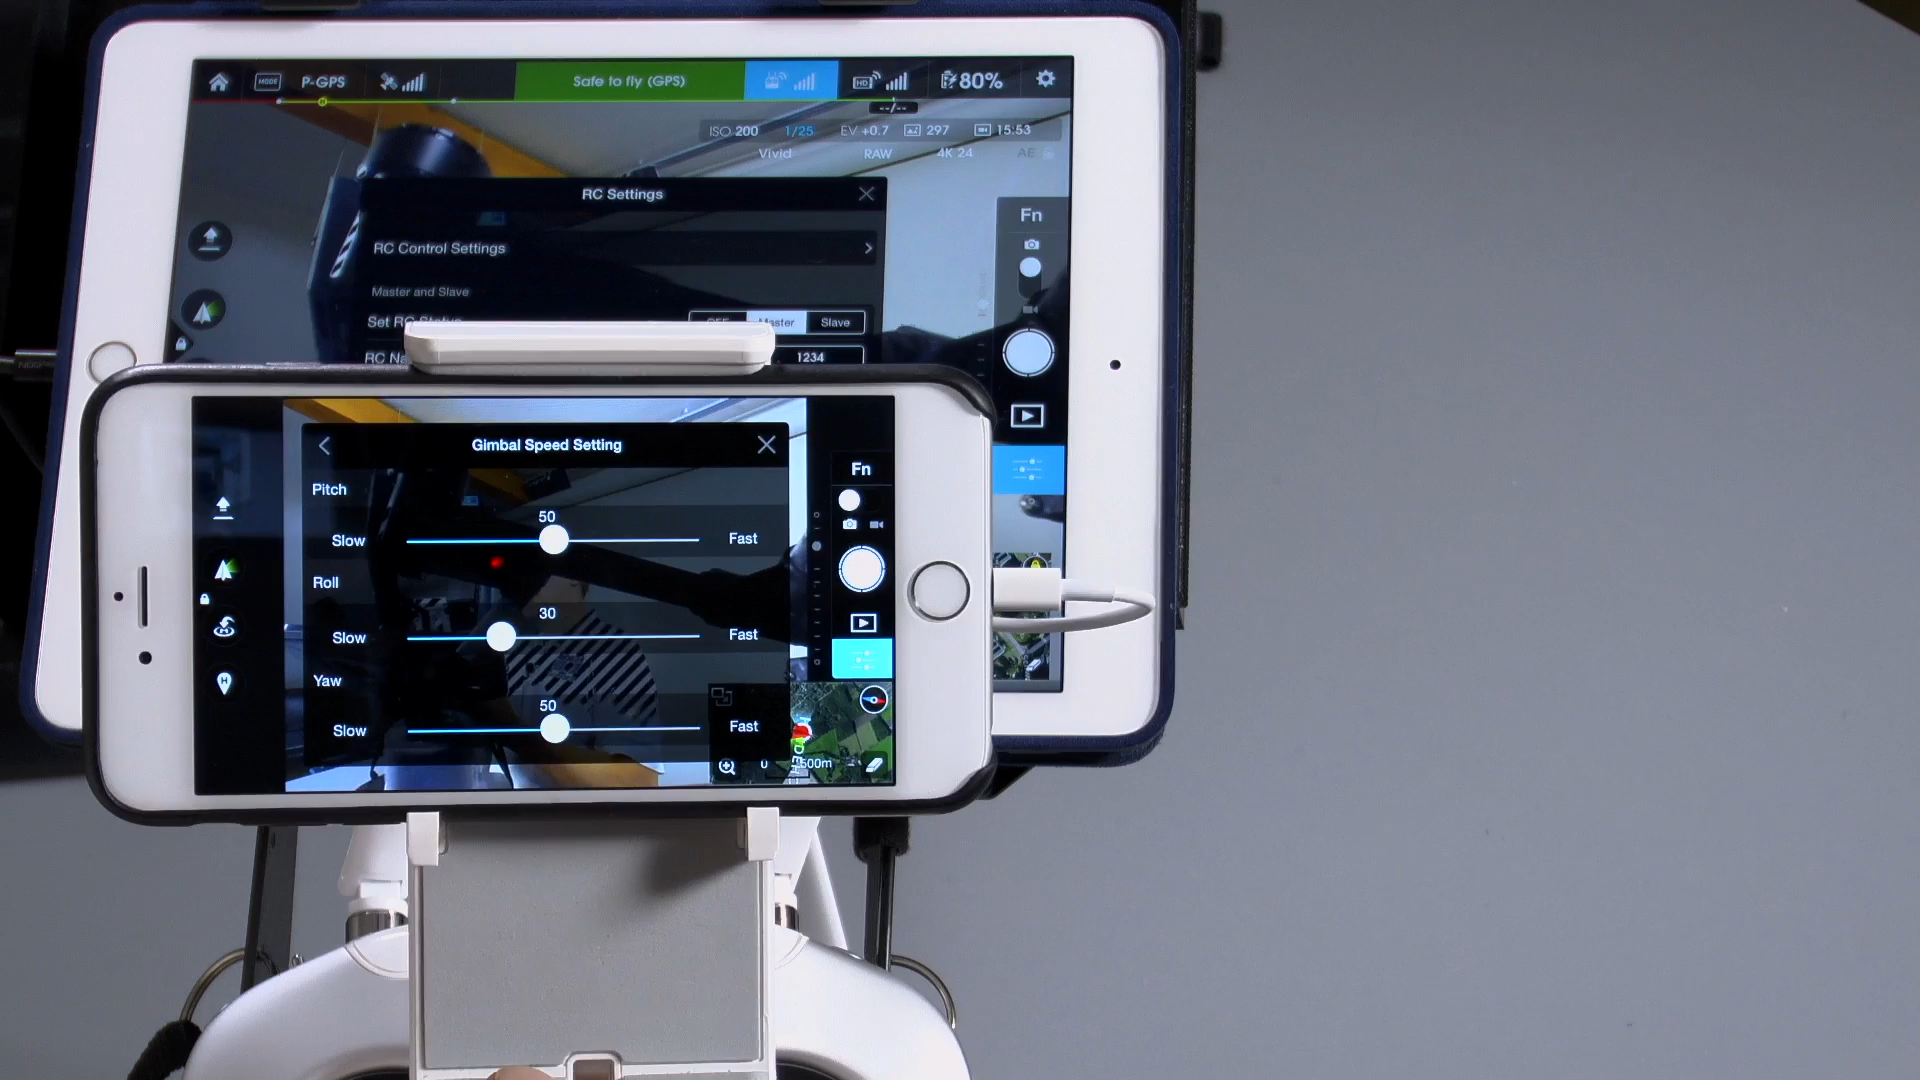 MODE P-GPS Safe to fly (GPS) HD 80%
--/--
ISO 200 1/25 EV +0.7 297 15:53
Vivid RAW 4K 24 AE
RC Settings
Fn
RC Control Settings
Master and Slave
Set RC Status OFF Master Slave
1234
Gimbal Speed Setting
Fn
Pitch
50
Slow Fast
Roll
30
Slow Fast
Yaw
50
Slow Fast
0 500m
H